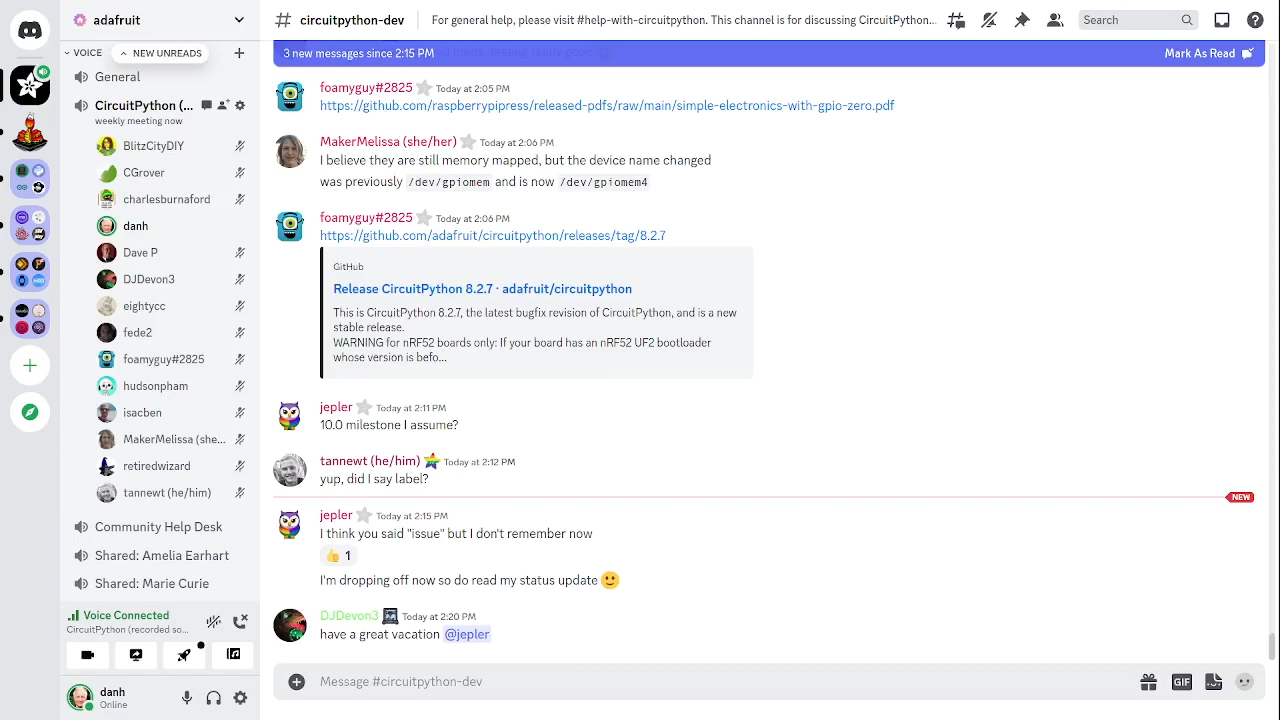 adafruit
# circuitpython-dev
For general help, please visit #help-with-circuitpython. This channel is for discussing CircuitPython...
Search
VOICE
NEW UNREADS
General
CircuitPython (...
weekly meeting now
BlitzCityDIY
CGrover
charlesburnaford
danh
Dave P
DJDevon3
eightycc
fede2
foamyguy#2825
hudsonpham
isacben
MakerMelissa (she...
retiredwizard
tannewt (he/him)
Community Help Desk
Shared: Amelia Earhart
Shared: Marie Curie
Voice Connected
CircuitPython (recorded so...
danh
Online
3 new messages since 2:15 PM
Mark As Read
foamyguy#2825 Today at 2:05 PM
https://github.com/raspberrypipress/released-pdfs/raw/main/simple-electronics-with-gpio-zero.pdf
MakerMelissa (she/her) Today at 2:06 PM
I believe they are still memory mapped, but the device name changed
was previously /dev/gpiomem and is now /dev/gpiomem4
foamyguy#2825 Today at 2:06 PM
https://github.com/adafruit/circuitpython/releases/tag/8.2.7
GitHub
Release CircuitPython 8.2.7 · adafruit/circuitpython
This is CircuitPython 8.2.7, the latest bugfix revision of CircuitPython, and is a new
stable release.
WARNING for nRF52 boards only: If your board has an nRF52 UF2 bootloader
whose version is befo...
jepler Today at 2:11 PM
10.0 milestone I assume?
tannewt (he/him) Today at 2:12 PM
yup, did I say label?
NEW
jepler Today at 2:15 PM
I think you said "issue" but I don't remember now
👍 1
I'm dropping off now so do read my status update 🙂
DJDevon3 Today at 2:20 PM
have a great vacation @jepler
Message #circuitpython-dev
GIF